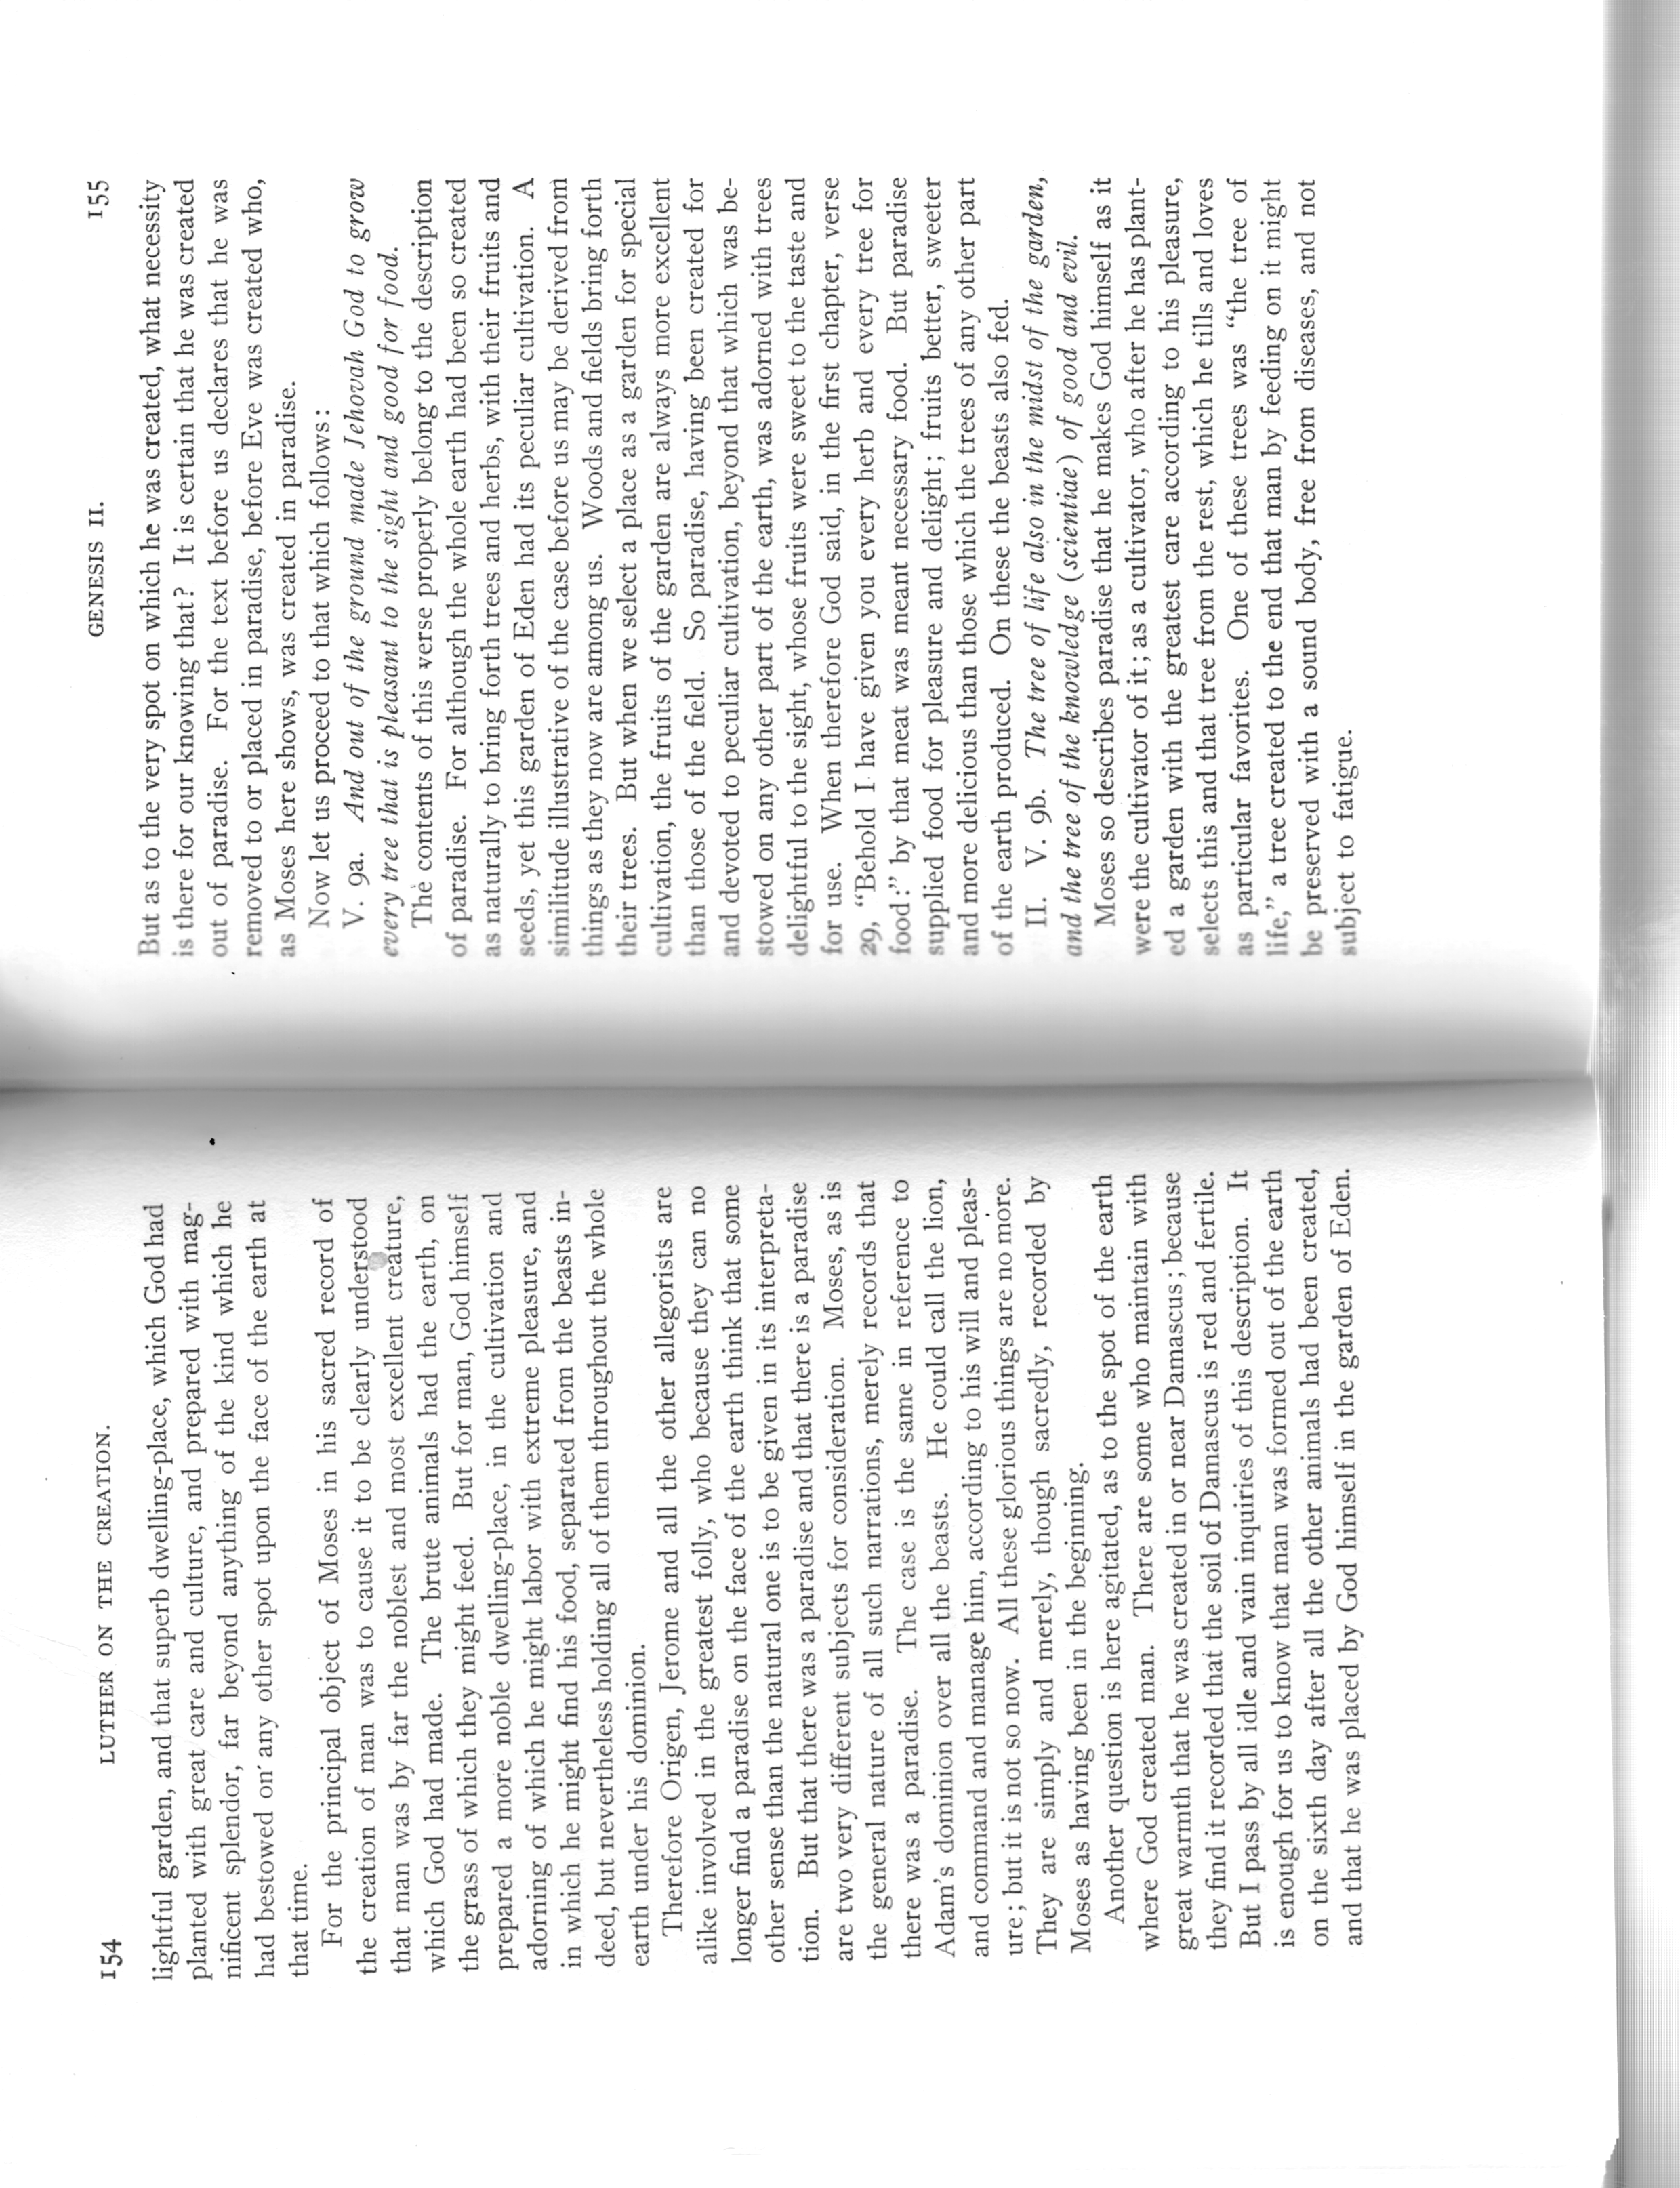 154 LUTHER ON THE CREATION.
lightful garden, and that superb dwelling-place, which God had
planted with great care and culture, and prepared with mag-
nificent splendor, far beyond anything of the kind which he
had bestowed on any other spot upon the face of the earth at
that time.
For the principal object of Moses in his sacred record of
the creation of man was to cause it to be clearly understood
that man was by far the noblest and most excellent creature,
which God had made. The brute animals had the earth, on
the grass of which they might feed. But for man, God himself
prepared a more noble dwelling-place, in the cultivation and
adorning of which he might labor with extreme pleasure, and
in which he might find his food, separated from the beasts in-
deed, but nevertheless holding all of them throughout the whole
earth under his dominion.
Therefore Origen, Jerome and all the other allegorists are
alike involved in the greatest folly, who because they can no
longer find a paradise on the face of the earth think that some
other sense than the natural one is to be given in its interpreta-
tion. But that there was a paradise and that there is a paradise
are two very different subjects for consideration. Moses, as is
the general nature of all such narrations, merely records that
there was a paradise. The case is the same in reference to
Adam's dominion over all the beasts. He could call the lion,
and command and manage him, according to his will and pleas-
ure; but it is not so now. All these glorious things are no more.
They are simply and merely, though sacredly, recorded by
Moses as having been in the beginning.
Another question is here agitated, as to the spot of the earth
where God created man. There are some who maintain with
great warmth that he was created in or near Damascus; because
they find it recorded that the soil of Damascus is red and fertile.
But I pass by all idle and vain inquiries of this description. It
is enough for us to know that man was formed out of the earth
on the sixth day after all the other animals had been created,
and that he was placed by God himself in the garden of Eden.
GENESIS II. 155
But as to the very spot on which he was created, what necessity
is there for our knowing that? It is certain that he was created
out of paradise. For the text before us declares that he was
removed to or placed in paradise, before Eve was created who,
as Moses here shows, was created in paradise.
Now let us proceed to that which follows:
V. 9a. And out of the ground made Jehovah God to grow
every tree that is pleasant to the sight and good for food.
The contents of this verse properly belong to the description
of paradise. For although the whole earth had been so created
as naturally to bring forth trees and herbs, with their fruits and
seeds, yet this garden of Eden had its peculiar cultivation. A
similitude illustrative of the case before us may be derived from
things as they now are among us. Woods and fields bring forth
their trees. But when we select a place as a garden for special
cultivation, the fruits of the garden are always more excellent
than those of the field. So paradise, having been created for
and devoted to peculiar cultivation, beyond that which was be-
stowed on any other part of the earth, was adorned with trees
delightful to the sight, whose fruits were sweet to the taste and
for use. When therefore God said, in the first chapter, verse
29, "Behold I have given you every herb and every tree for
food:" by that meat was meant necessary food. But paradise
supplied food for pleasure and delight; fruits better, sweeter
and more delicious than those which the trees of any other part
of the earth produced. On these the beasts also fed.
II. V. 9b. The tree of life also in the midst of the garden,
and the tree of the knowledge (scientiae) of good and evil.
Moses so describes paradise that he makes God himself as it
were the cultivator of it; as a cultivator, who after he has plant-
ed a garden with the greatest care according to his pleasure,
selects this and that tree from the rest, which he tills and loves
as particular favorites. One of these trees was "the tree of
life," a tree created to the end that man by feeding on it might
be preserved with a sound body, free from diseases, and not
subject to fatigue.